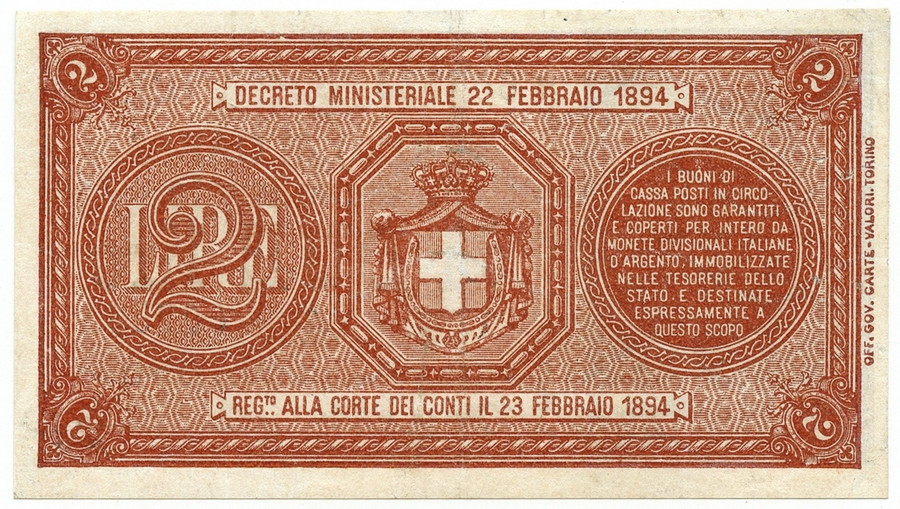 2
2
DECRETO MINISTERIALE 22 FEBBRAIO 1894
LIRE
2
I BUONI DI
CASSA POSTI IN CIRCO-
LAZIONE SONO GARANTITI
E COPERTI PER INTERO DA
MONETE DIVISIONALI ITALIANE
D'ARGENTO, IMMOBILIZZATE
NELLE TESORERIE DELLO
STATO, E DESTINATE
ESPRESSAMENTE A
QUESTO SCOPO
OFF. GOV. CARTE-VALORI. TORINO
REGTO: ALLA CORTE DEI CONTI IL 23 FEBBRAIO 1894
2
2